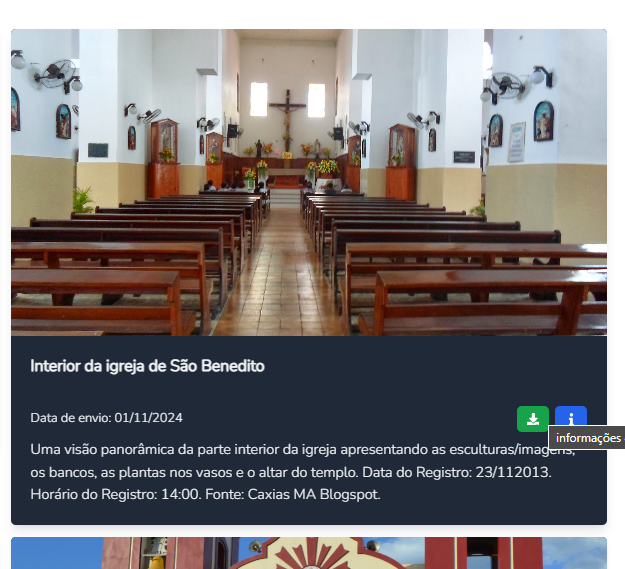 Interior da igreja de São Benedito
Data de envio: 01/11/2024
informações
Uma visão panorâmica da parte interior da igreja apresentando as esculturas/imagens,
os bancos, as plantas nos vasos e o altar do templo. Data do Registro: 23/112013.
Horário do Registro: 14:00. Fonte: Caxias MA Blogspot.